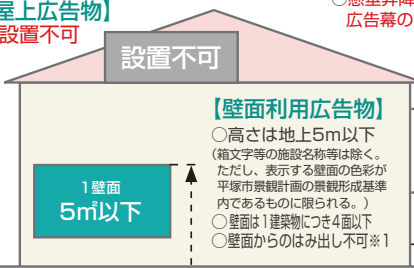 屋上広告物】
設置不可
広告幕の
設置不可
【壁面利用広告物】
○高さは地上5m以下
(箱文字等の施設名称等は除く。
ただし、表示する壁面の色彩が
平塚市景観計画の景観形成基準
内であるものに限られる。)
○壁面は1建築物につき4面以下
○壁面からのはみ出し不可※1
1壁面
5㎡以下